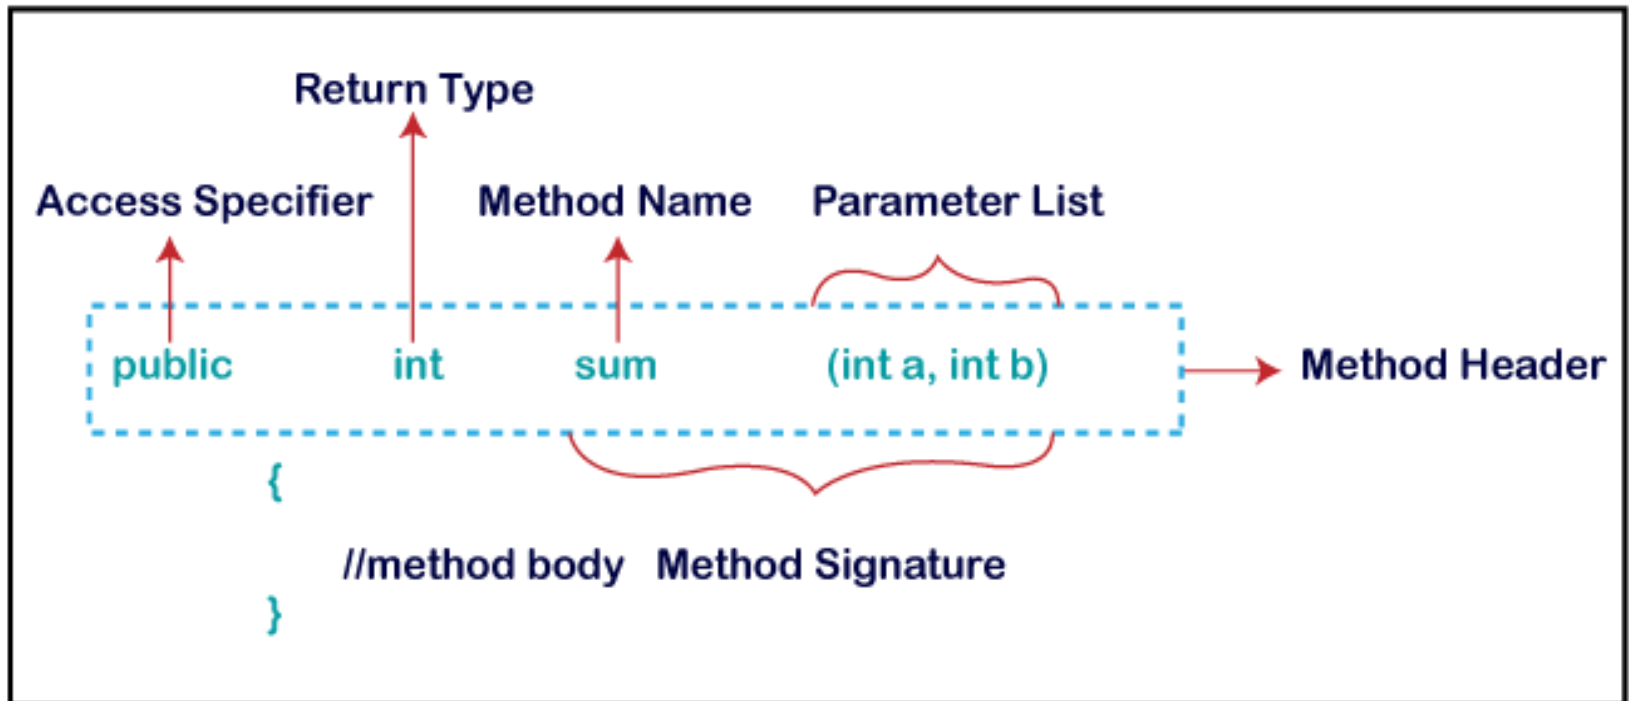 Return Type
Access Specifier Method Name Parameter List
public int sum (int a, int b) Method Header
{
//method body Method Signature
}